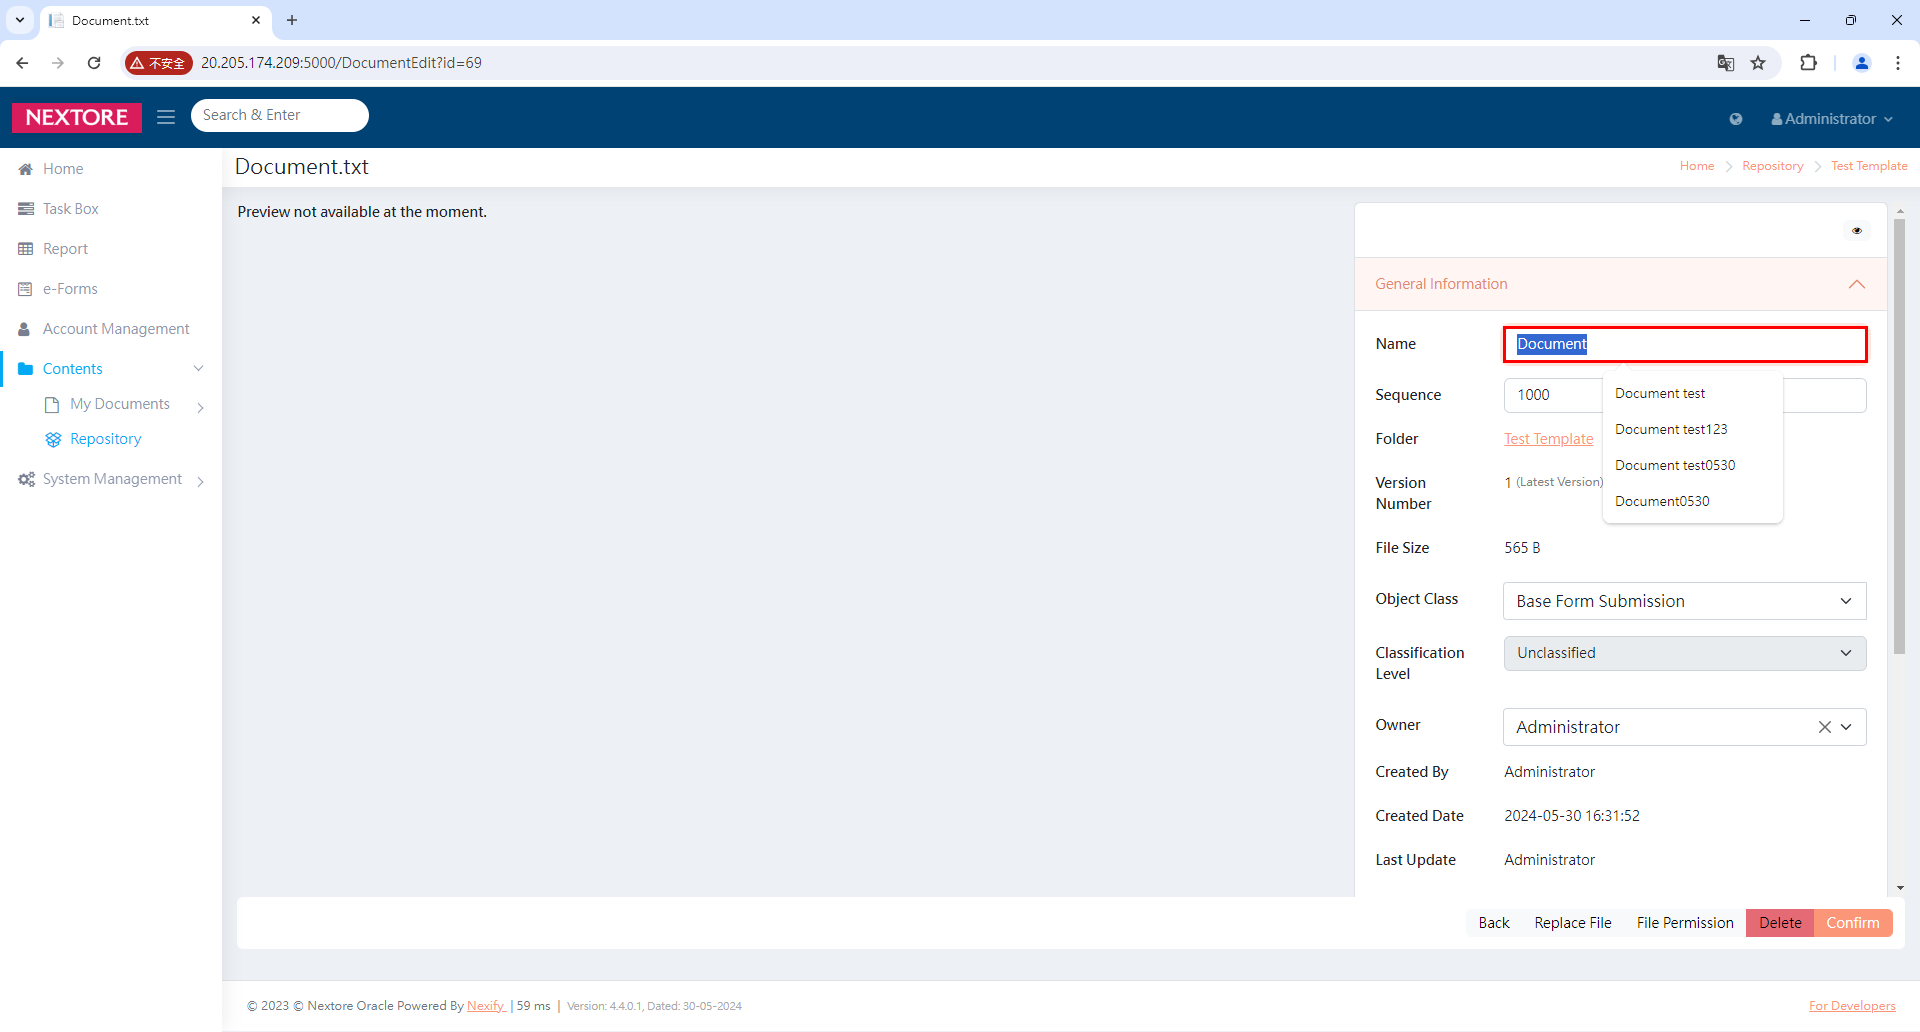 Document.txt
不安全
20.205.174.209:5000/DocumentEdit?id=69
NEXTORE
Search & Enter
Administrator
Home
Task Box
Report
e-Forms
Account Management
Contents
My Documents
Repository
System Management
Document.txt
Home
Repository
Test Template
Preview not available at the moment.
General Information
Name
Document
Document test
Document test123
Document test0530
Document0530
Sequence
1000
Folder
Test Template
Version
Number
1 (Latest Version)
File Size
565 B
Object Class
Base Form Submission
Classification
Level
Unclassified
Owner
Administrator
Created By
Administrator
Created Date
2024-05-30 16:31:52
Last Update
Administrator
Back
Replace File
File Permission
Delete
Confirm
© 2023 © Nextore Oracle Powered By Nexify | 59 ms | Version: 4.4.0.1, Dated: 30-05-2024
For Developers